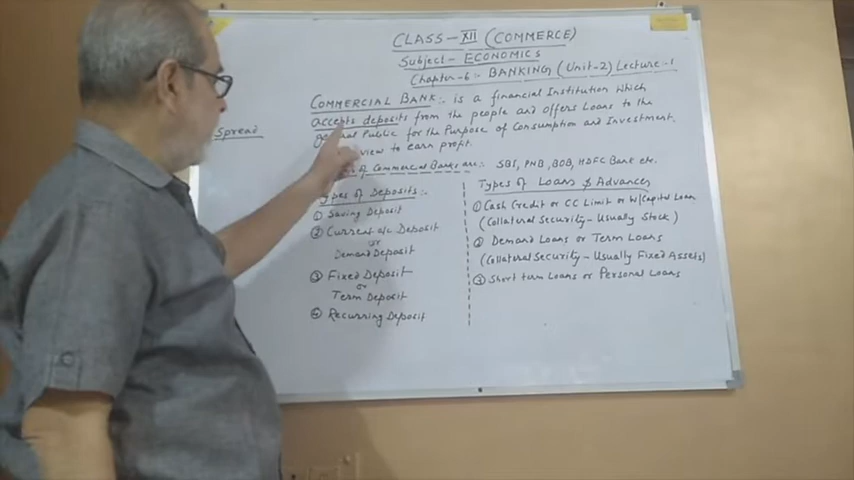 CLASS-XII (COMMERCE)
Subject- ECONOMICS
Chapter-6:- BANKING (Unit-2) Lecture-1
COMMERCIAL BANK:- is a financial Institution which
accepts deposits from the people and offers Loans to the
general Public for the Purpose of Consumption and Investment.
view to earn profit.
of Commercial Banks are:- SBI, PNB, BOB, HDFC Bank etc.
Spread
Types of Deposits:-
① Saving Deposit
② Current a/c Deposit
or
Demand Deposit
③ Fixed Deposit
or
Term Deposit
④ Recurring Deposit
Types of Loans & Advances
① Cash Credit or CC Limit or W/Capital Loan
(Collateral Security - Usually Stock)
② Demand Loans or Term Loans
(Collateral Security - Usually Fixed Assets)
③ Short term Loans or Personal Loans